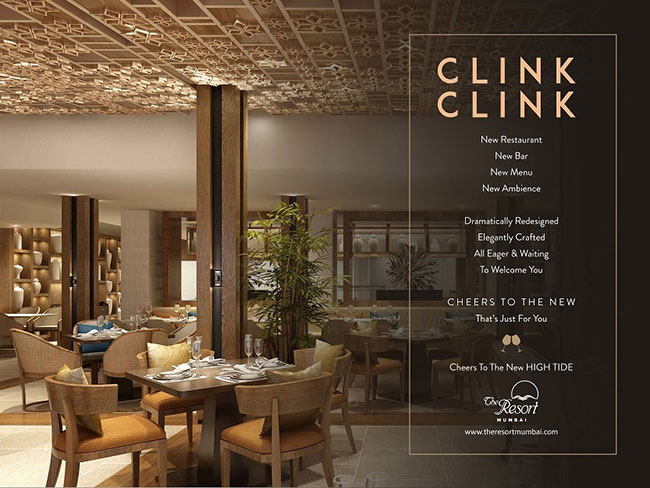 CLINK
CLINK
New Restaurant
New Bar
New Menu
New Ambience
Dramatically Redesigned
Elegantly Crafted
All Eager & Waiting
To Welcome You
CHEERS TO THE NEW
That's Just For You
Cheers To The New HIGH TIDE
The Resort
MUMBAI
www.theresortmumbai.com